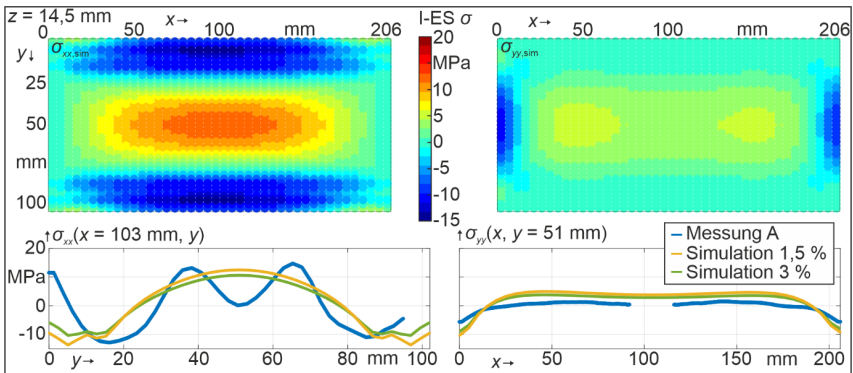 z = 14,5 mm
0 x→ 50 100 mm 206
y↓ σxx,sim
25
50
mm
100
I-ES σ
20
MPa
10
5
0
-5
-10
-15
0 x→ 50 100 mm 206
σyy,sim
↑σxx(x = 103 mm, y)
20
MPa
0
-10
0 y→ 20 40 60 80 mm 100
↑σyy(x, y = 51 mm)
Messung A
Simulation 1,5 %
Simulation 3 %
0 x→ 50 100 150 mm 200